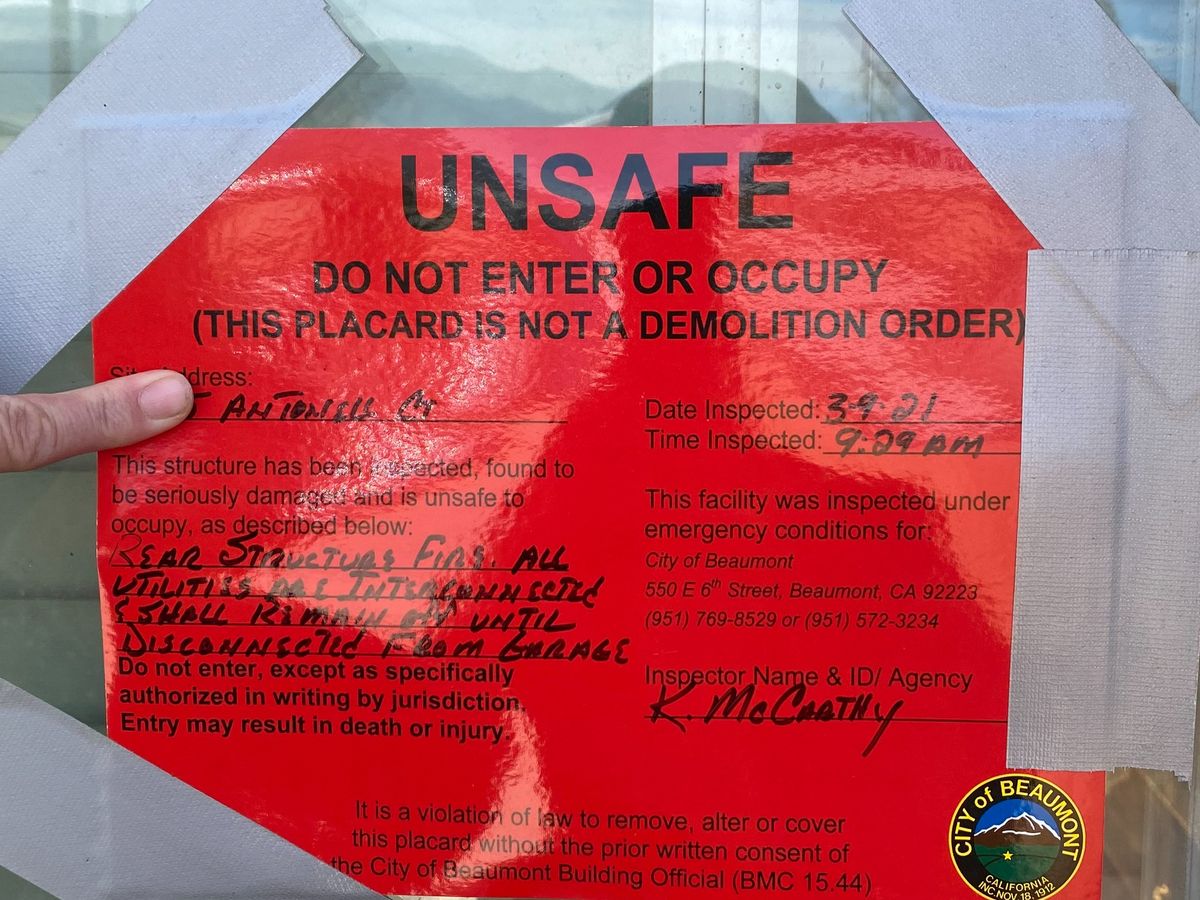 UNSAFE
DO NOT ENTER OR OCCUPY
(THIS PLACARD IS NOT A DEMOLITION ORDER)
Site Address:
ANTONELL Ct
Date Inspected: 3-9-21
Time Inspected: 9:29 AM
This structure has been inspected, found to
be seriously damaged and is unsafe to
occupy, as described below:
REAR STRUCTURE FIRE. ALL
UTILITIES ARE INTERCONNECTED
& SHALL REMAIN OFF UNTIL
DISCONNECTED FROM GARAGE
Do not enter, except as specifically
authorized in writing by jurisdiction.
Entry may result in death or injury.
This facility was inspected under
emergency conditions for:
City of Beaumont
550 E 6th Street, Beaumont, CA 92223
(951) 769-8529 or (951) 572-3234
Inspector Name & ID/ Agency
K. McCARTHY
It is a violation of law to remove, alter or cover
this placard without the prior written consent of
the City of Beaumont Building Official (BMC 15.44)
CITY of BEAUMONT
CALIFORNIA
INC. NOV 18, 1912